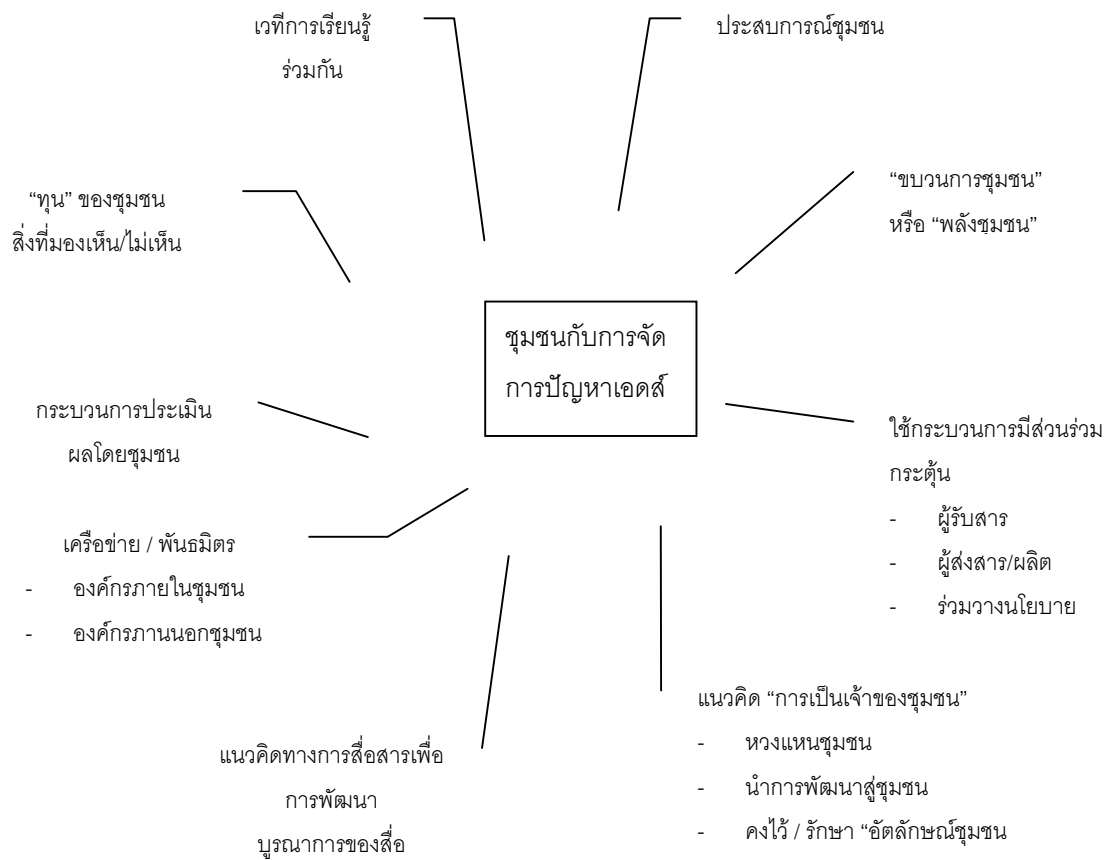 เวทีการเรียนรู้
ร่วมกัน
ประสบการณ์ชุมชน
“ทุน” ของชุมชน
สิ่งที่มองเห็น/ไม่เห็น
“ขบวนการชุมชน”
หรือ “พลังชุมชน”
ชุมชนกับการจัด
การปัญหาเอดส์
กระบวนการประเมิน
ผลโดยชุมชน
ใช้กระบวนการมีส่วนร่วม
กระตุ้น
- ผู้รับสาร
- ผู้ส่งสาร/ผลิต
- ร่วมวางนโยบาย
เครือข่าย / พันธมิตร
- องค์กรภายในชุมชน
- องค์กรภานนอกชุมชน
แนวคิดทางการสื่อสารเพื่อ
การพัฒนา
บูรณาการของสื่อ
แนวคิด “การเป็นเจ้าของชุมชน”
- หวงแหนชุมชน
- นำการพัฒนาสู่ชุมชน
- คงไว้ / รักษา “อัตลักษณ์ชุมชน